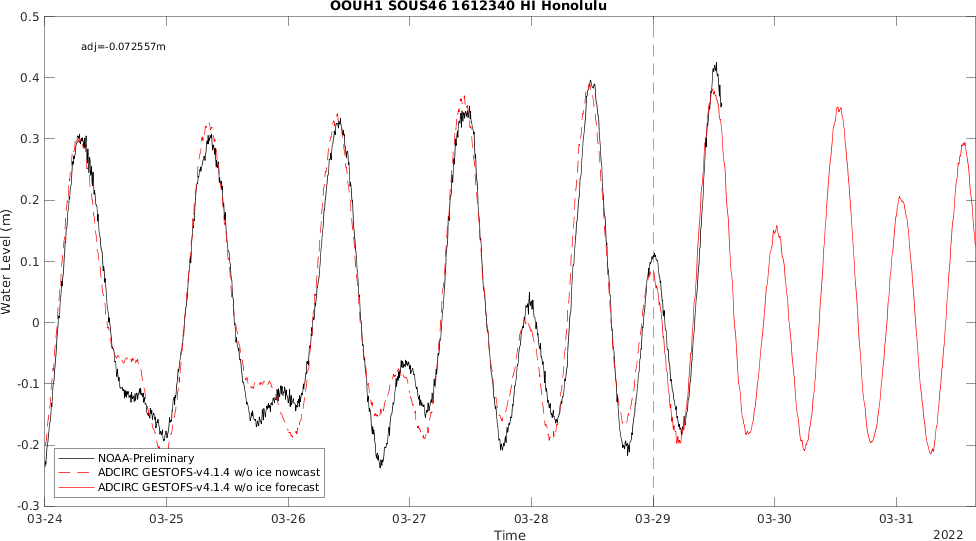 OOUH1 SOUS46 1612340 HI Honolulu
adj=-0.072557m
0.5
0.4
0.3
0.2
0.1
0
-0.1
-0.2
-0.3
Water Level (m)
NOAA-Preliminary
ADCIRC GESTOFS-v4.1.4 w/o ice nowcast
ADCIRC GESTOFS-v4.1.4 w/o ice forecast
03-24 03-25 03-26 03-27 03-28 03-29 03-30 03-31
Time
2022